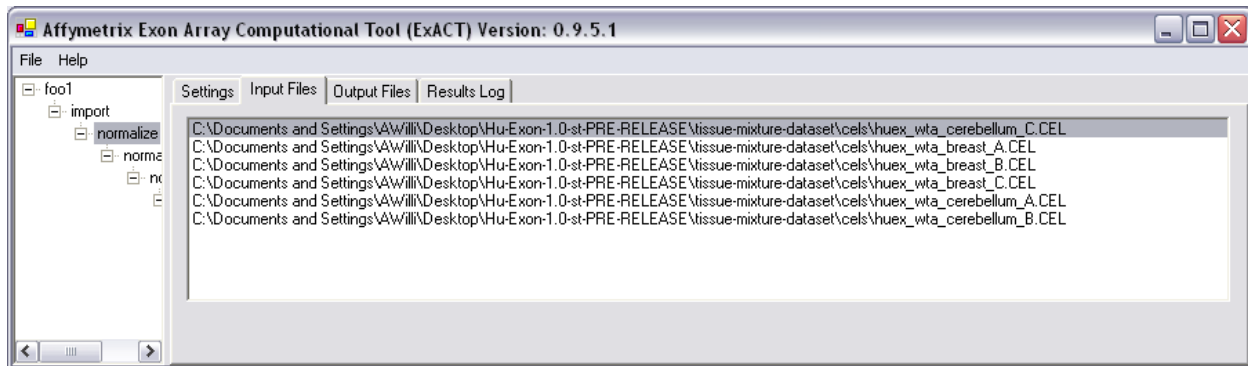 Affymetrix Exon Array Computational Tool (ExACT) Version: 0.9.5.1
File Help
foo1
import
normalize
norma
no
Settings Input Files Output Files Results Log
C:\Documents and Settings\AWilli\Desktop\Hu-Exon-1.0-st-PRE-RELEASE\tissue-mixture-dataset\cels\huex_wta_cerebellum_C.CEL
C:\Documents and Settings\AWilli\Desktop\Hu-Exon-1.0-st-PRE-RELEASE\tissue-mixture-dataset\cels\huex_wta_breast_A.CEL
C:\Documents and Settings\AWilli\Desktop\Hu-Exon-1.0-st-PRE-RELEASE\tissue-mixture-dataset\cels\huex_wta_breast_B.CEL
C:\Documents and Settings\AWilli\Desktop\Hu-Exon-1.0-st-PRE-RELEASE\tissue-mixture-dataset\cels\huex_wta_breast_C.CEL
C:\Documents and Settings\AWilli\Desktop\Hu-Exon-1.0-st-PRE-RELEASE\tissue-mixture-dataset\cels\huex_wta_cerebellum_A.CEL
C:\Documents and Settings\AWilli\Desktop\Hu-Exon-1.0-st-PRE-RELEASE\tissue-mixture-dataset\cels\huex_wta_cerebellum_B.CEL